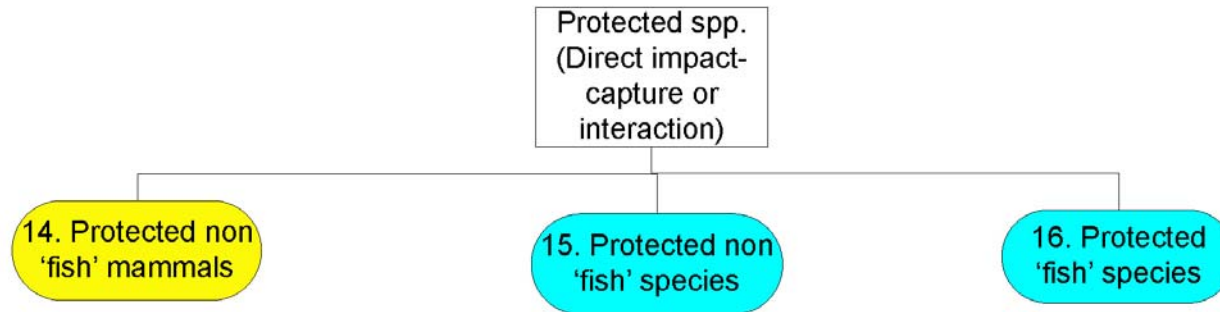 Protected spp.
(Direct impact-
capture or
interaction)
14. Protected non
‘fish’ mammals
15. Protected non
‘fish’ species
16. Protected
‘fish’ species